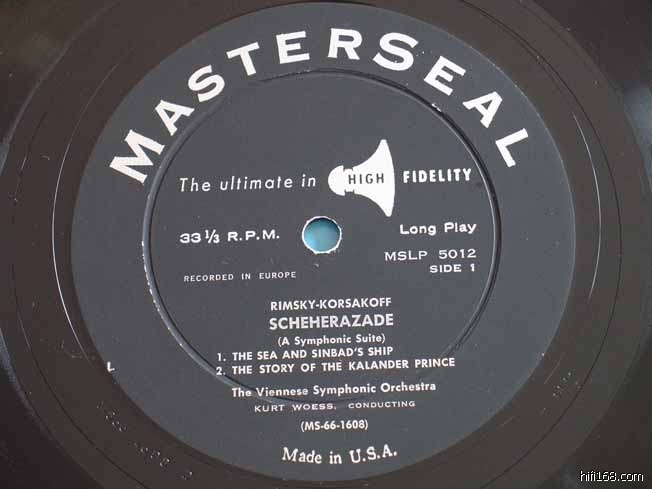 MASTERSEAL
The ultimate in HIGH FIDELITY
33 1/3 R.P.M.
Long Play
MSLP 5012
SIDE 1
RECORDED IN EUROPE
RIMSKY-KORSAKOFF
SCHEHERAZADE
(A Symphonic Suite)
1. THE SEA AND SINBAD'S SHIP
2. THE STORY OF THE KALANDER PRINCE
The Viennese Symphonic Orchestra
KURT WOESS, CONDUCTING
(MS-66-1608)
L
Made in U.S.A.
hifi168.com